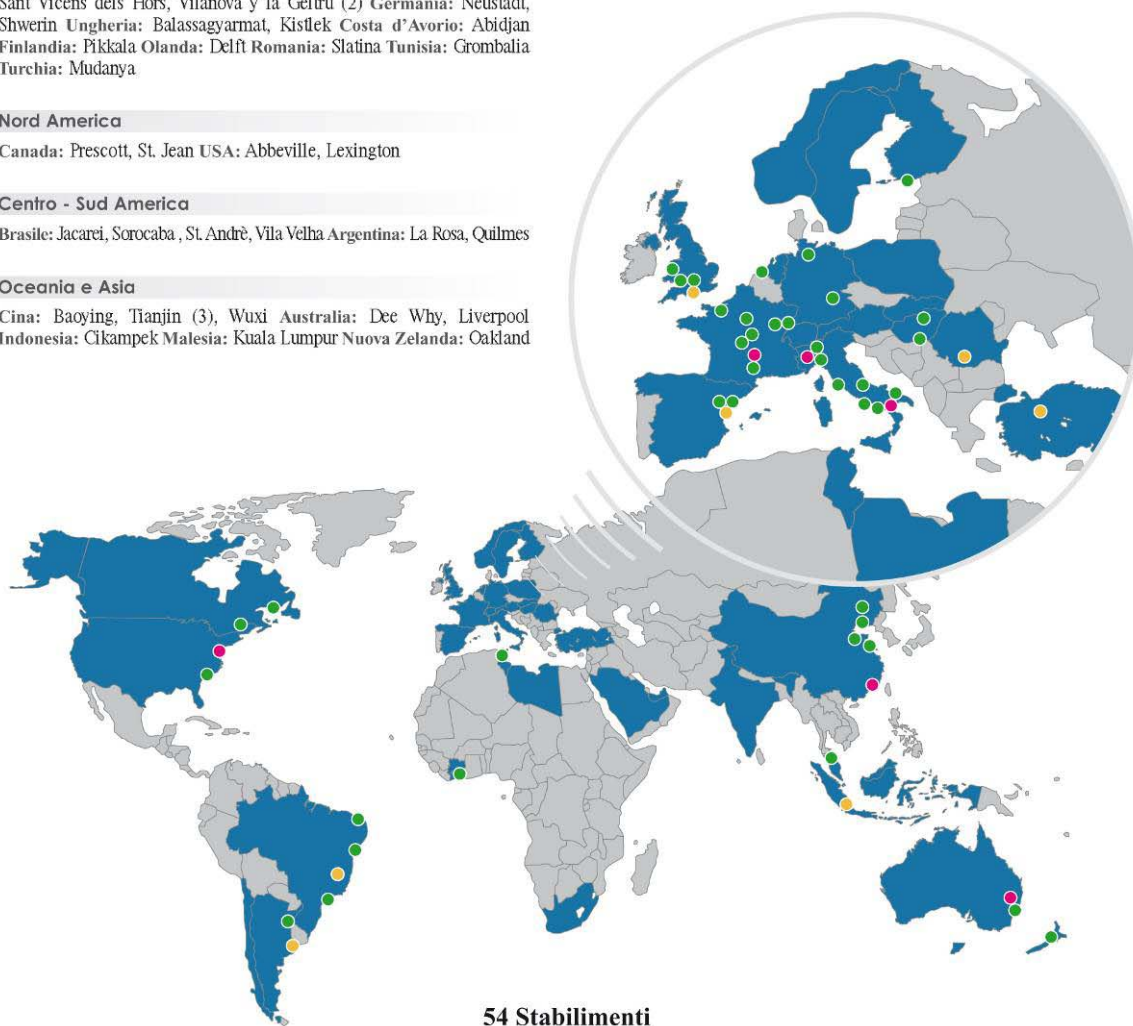 Sant Vicens dels Hors, Vilanova y la Geltrù (2) Germania: Neustadt,
Shwerin Ungheria: Balassagyarmat, Kistlek Costa d'Avorio: Abidjan
Finlandia: Pikkala Olanda: Delft Romania: Slatina Tunisia: Grombalia
Turchia: Mudanya
Nord America
Canada: Prescott, St. Jean USA: Abbeville, Lexington
Centro - Sud America
Brasile: Jacarei, Sorocaba , St. Andrè, Vila Velha Argentina: La Rosa, Quilmes
Oceania e Asia
Cina: Baoying, Tianjin (3), Wuxi Australia: Dee Why, Liverpool
Indonesia: Cikampek Malesia: Kuala Lumpur Nuova Zelanda: Oakland
54 Stabilimenti